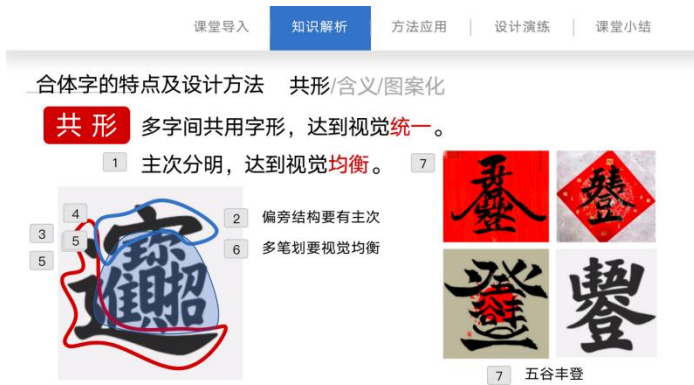 课堂导入 知识解析 方法应用 设计演练 课堂小结
合体字的特点及设计方法 共形/含义/图案化
共形 多字间共用字形，达到视觉统一。
1 主次分明，达到视觉均衡。 7
4
3 5
5
2 偏旁结构要有主次
6 多笔划要视觉均衡
7 五谷丰登